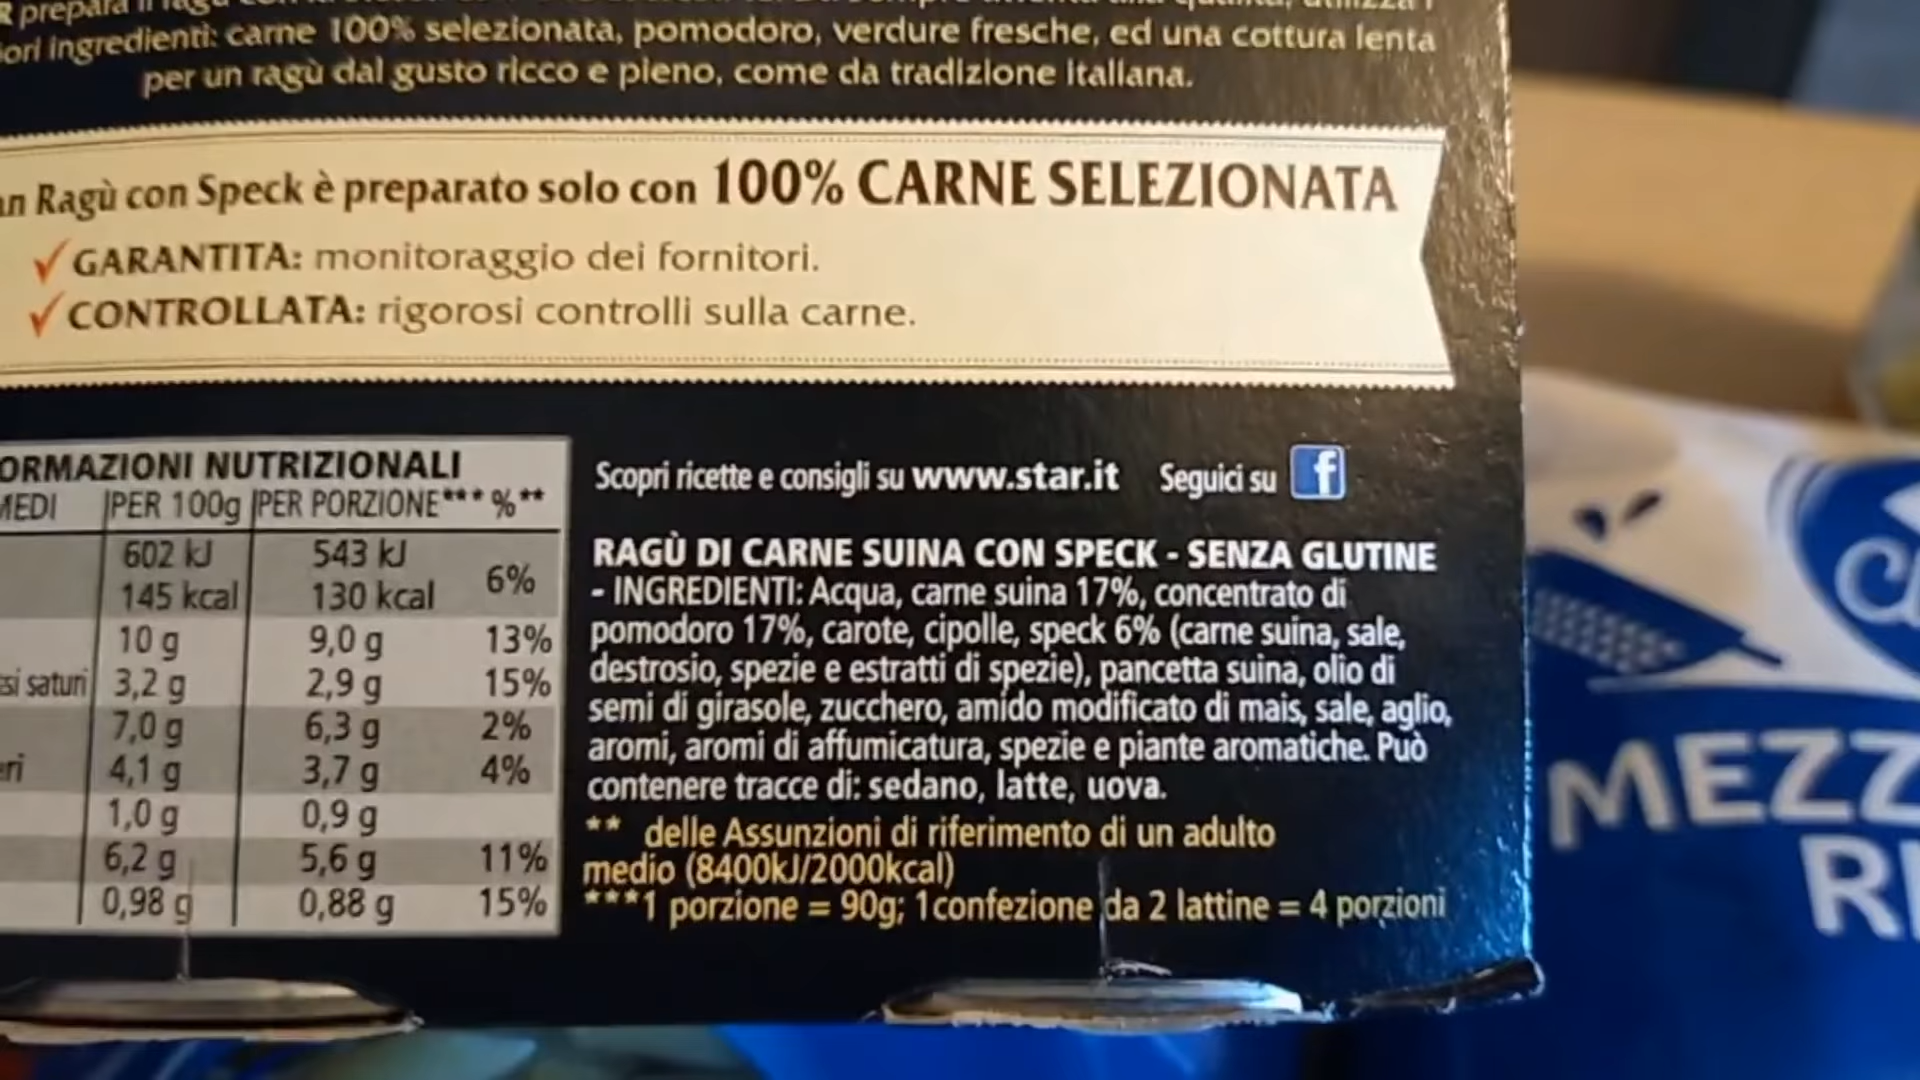 prepara il ragù
ingredienti: carne 100% selezionata, pomodoro, verdure fresche, ed una cottura lenta
per un ragù dal gusto ricco e pieno, come da tradizione italiana.
Ragù con Speck è preparato solo con 100% CARNE SELEZIONATA
✓ GARANTITA: monitoraggio dei fornitori.
✓ CONTROLLATA: rigorosi controlli sulla carne.
ORMAZIONI NUTRIZIONALI
MEDI PER 100g PER PORZIONE*** %**
602 kJ 543 kJ
145 kcal 130 kcal 6%
10 g 9,0 g 13%
si saturi 3,2 g 2,9 g 15%
7,0 g 6,3 g 2%
eri 4,1 g 3,7 g 4%
1,0 g 0,9 g
6,2 g 5,6 g 11%
0,98 g 0,88 g 15%
Scopri ricette e consigli su www.star.it Seguici su f
RAGÙ DI CARNE SUINA CON SPECK - SENZA GLUTINE
- INGREDIENTI: Acqua, carne suina 17%, concentrato di
pomodoro 17%, carote, cipolle, speck 6% (carne suina, sale,
destrosio, spezie e estratti di spezie), pancetta suina, olio di
semi di girasole, zucchero, amido modificato di mais, sale, aglio,
aromi, aromi di affumicatura, spezie e piante aromatiche. Può
contenere tracce di: sedano, latte, uova.
** delle Assunzioni di riferimento di un adulto
medio (8400kJ/2000kcal)
***1 porzione = 90g; 1confezione da 2 lattine = 4 porzioni
MEZZ
RI